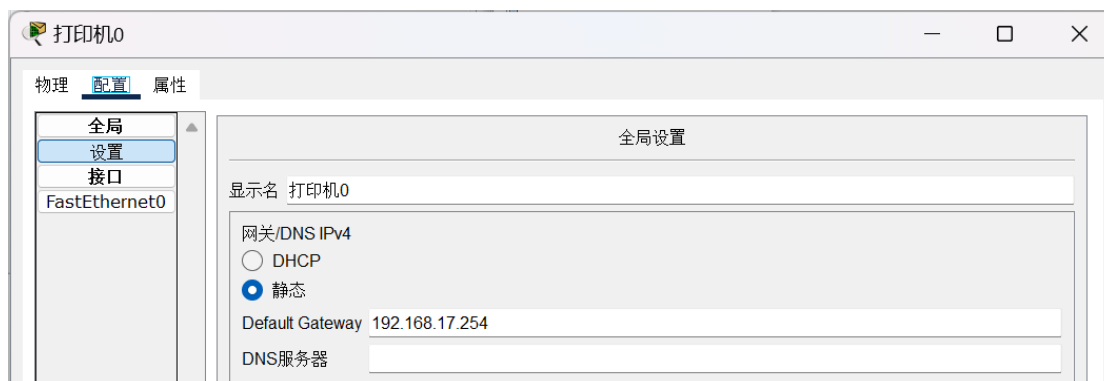 打印机0
物理 配置 属性
全局
设置
接口
FastEthernet0
全局设置
显示名 打印机0
网关/DNS IPv4
DHCP
静态
Default Gateway 192.168.17.254
DNS服务器